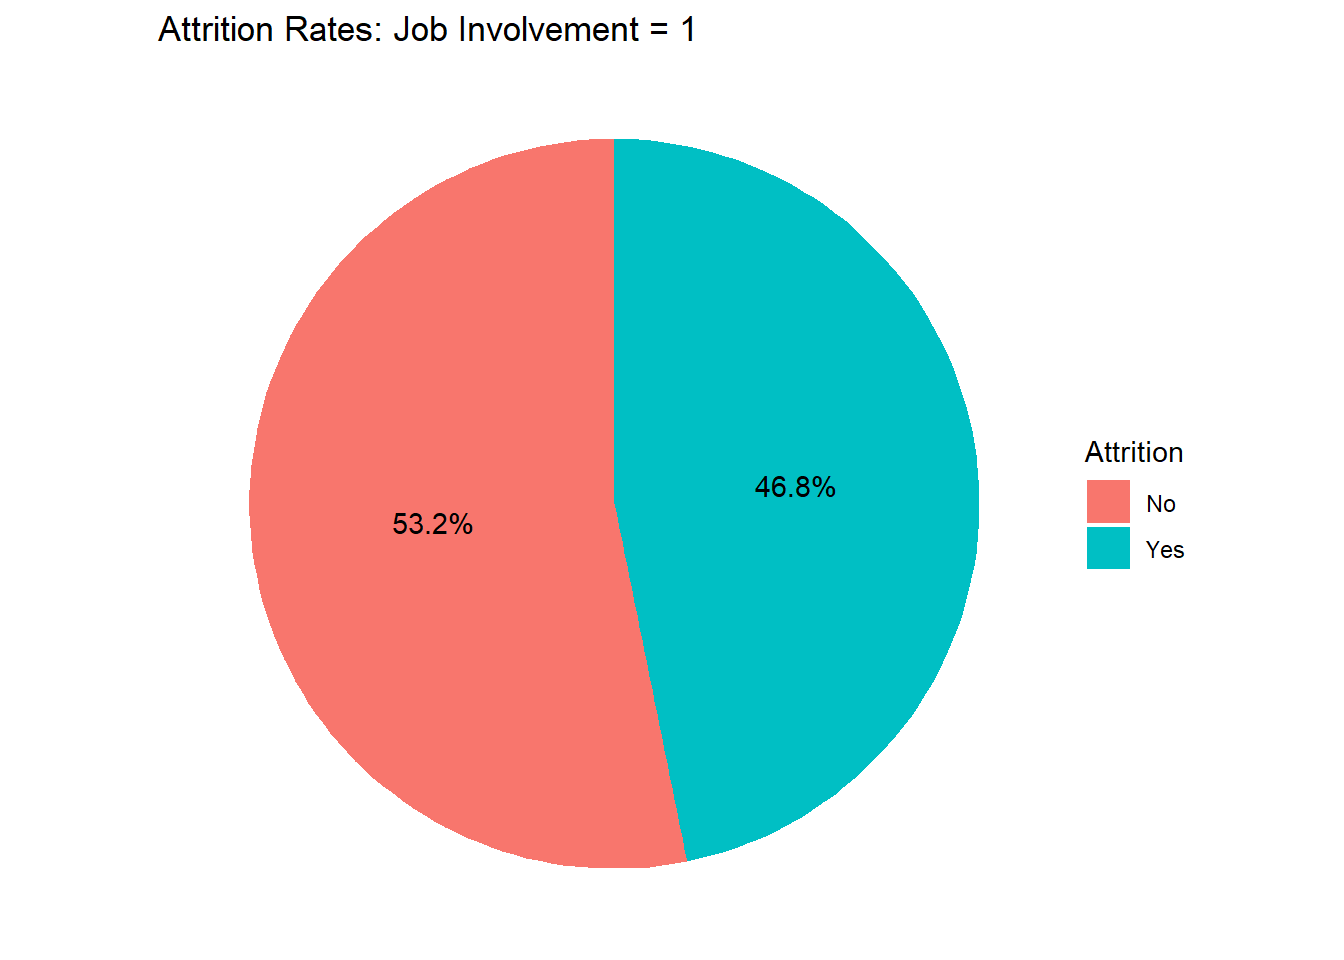 Attrition Rates: Job Involvement = 1
46.8%
53.2%
Attrition
No
Yes